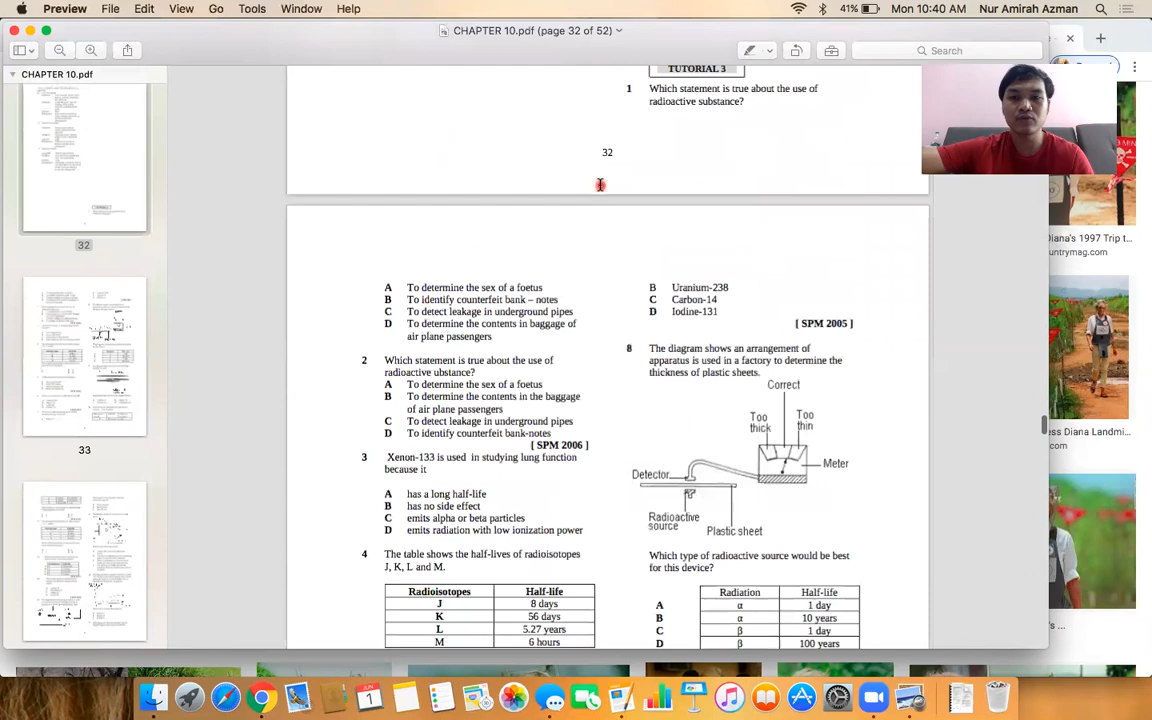 Preview File Edit View Go Tools Window Help
41% Mon 10:40 AM Nur Amirah Azman
CHAPTER 10.pdf (page 32 of 52)
Search
CHAPTER 10.pdf
32
33
TUTORIAL 3
1 Which statement is true about the use of
radioactive substance?
32
A To determine the sex of a foetus
B To identify counterfeit bank – notes
C To detect leakage in underground pipes
D To determine the contents in baggage of
air plane passengers
2 Which statement is true about the use of
radioactive ubstance?
A To determine the sex of a foetus
B To determine the contents in the baggage
of air plane passengers
C To detect leakage in underground pipes
D To identify counterfeit bank-notes
[ SPM 2006 ]
3 Xenon-133 is used in studying lung function
because it
A has a long half-life
B has no side effect
C emits alpha or beta particles
D emits radiation with low ionization power
4 The table shows the half-lives of radioisotopes
J, K, L and M.
Radioisotopes Half-life
J 8 days
K 56 days
L 5.27 years
M 6 hours
B Uranium-238
C Carbon-14
D Iodine-131
[ SPM 2005 ]
8 The diagram shows an arrangement of
apparatus is used in a factory to determine the
thickness of plastic sheets.
Correct
Too
thick
Too
thin
Meter
Detector
Radioactive
source
Plastic sheet
Which type of radioactive source would be best
for this device?
Radiation Half-life
A α 1 day
B α 10 years
C β 1 day
D β 100 years
Diana's 1997 Trip t...
untrymag.com
ess Diana Landmi...
JUN
1